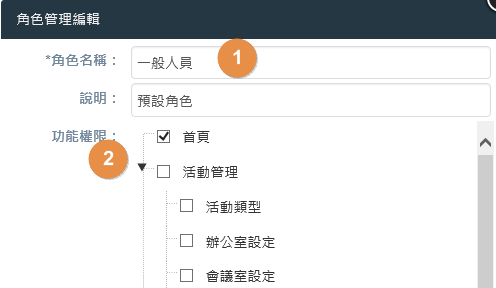 角色管理編輯
*角色名稱： 一般人員 1
說明： 預設角色
功能權限： 首頁
2 活動管理
活動類型
辦公室設定
會議室設定